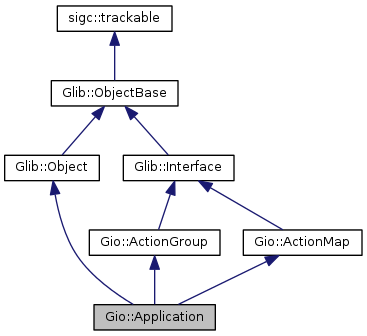 sigc::trackable
Glib::ObjectBase
Glib::Object
Glib::Interface
Gio::ActionGroup
Gio::ActionMap
Gio::Application